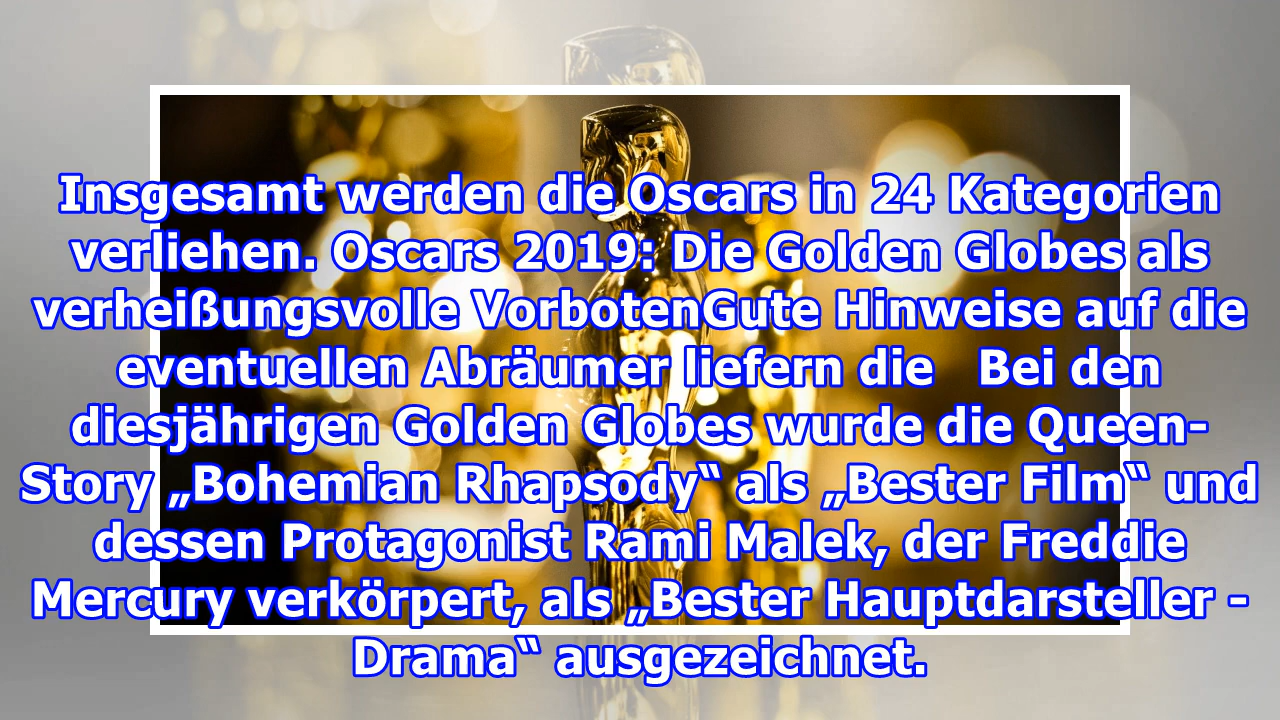 Insgesamt werden die Oscars in 24 Kategorien
verliehen. Oscars 2019: Die Golden Globes als
verheißungsvolle VorbotenGute Hinweise auf die
eventuellen Abräumer liefern die   Bei den
diesjährigen Golden Globes wurde die Queen-
Story „Bohemian Rhapsody“ als „Bester Film“ und
dessen Protagonist Rami Malek, der Freddie
Mercury verkörpert, als „Bester Hauptdarsteller -
Drama“ ausgezeichnet.